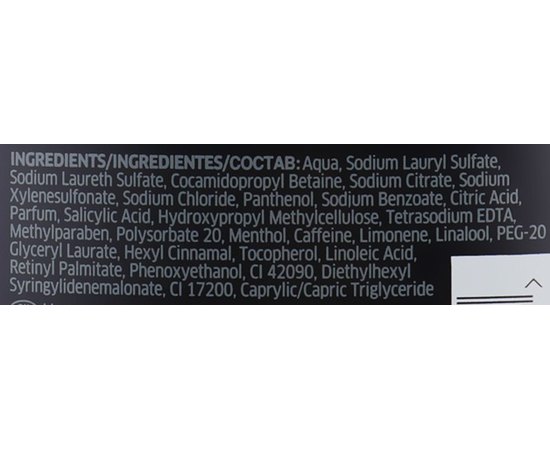 INGREDIENTS/INGREDIENTES/СОСТАВ: Aqua, Sodium Lauryl Sulfate,
Sodium Laureth Sulfate, Cocamidopropyl Betaine, Sodium Citrate, Sodium
Xylenesulfonate, Sodium Chloride, Panthenol, Sodium Benzoate, Citric Acid,
Parfum, Salicylic Acid, Hydroxypropyl Methylcellulose, Tetrasodium EDTA,
Methylparaben, Polysorbate 20, Menthol, Caffeine, Limonene, Linalool, PEG-20
Glyceryl Laurate, Hexyl Cinnamal, Tocopherol, Linoleic Acid,
Retinyl Palmitate, Phenoxyethanol, CI 42090, Diethylhexyl
Syringylidenemalonate, CI 17200, Caprylic/Capric Triglyceride